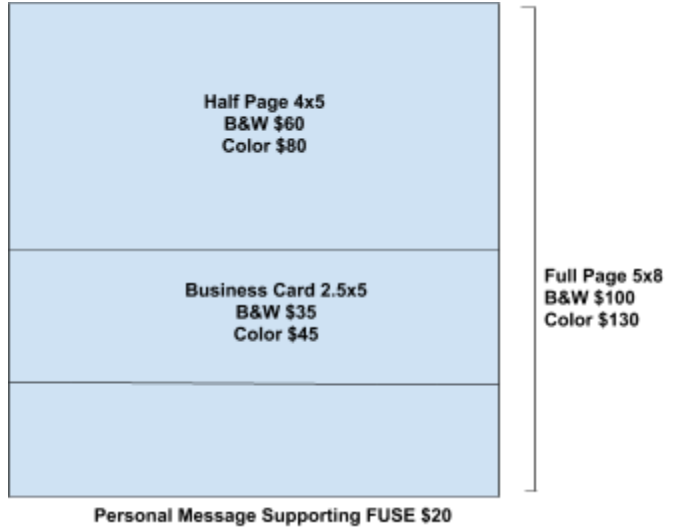 Half Page 4x5
B&W $60
Color $80
Business Card 2.5x5
B&W $35
Color $45
Full Page 5x8
B&W $100
Color $130
Personal Message Supporting FUSE $20